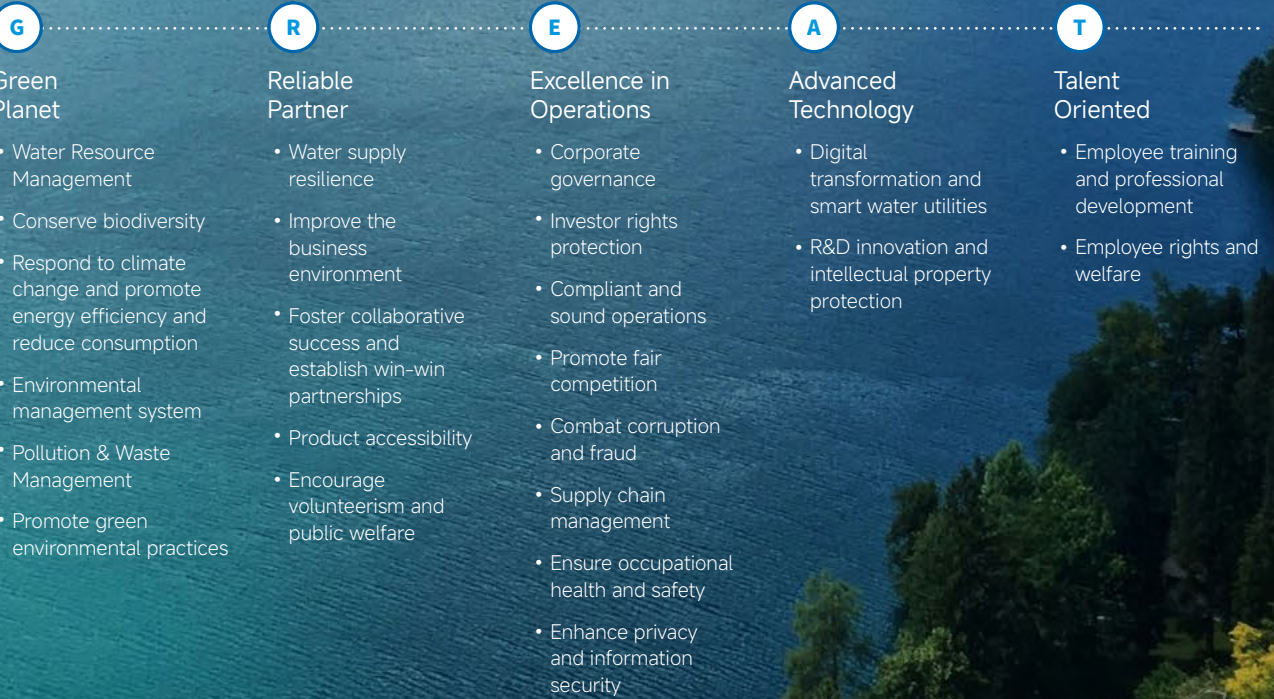 G
Green
Planet
• Water Resource
Management
• Conserve biodiversity
• Respond to climate
change and promote
energy efficiency and
reduce consumption
• Environmental
management system
• Pollution & Waste
Management
• Promote green
environmental practices
R
Reliable
Partner
• Water supply
resilience
• Improve the
business
environment
• Foster collaborative
success and
establish win-win
partnerships
• Product accessibility
• Encourage
volunteerism and
public welfare
E
Excellence in
Operations
• Corporate
governance
• Investor rights
protection
• Compliant and
sound operations
• Promote fair
competition
• Combat corruption
and fraud
• Supply chain
management
• Ensure occupational
health and safety
• Enhance privacy
and information
security
A
Advanced
Technology
• Digital
transformation and
smart water utilities
• R&D innovation and
intellectual property
protection
T
Talent
Oriented
• Employee training
and professional
development
• Employee rights and
welfare